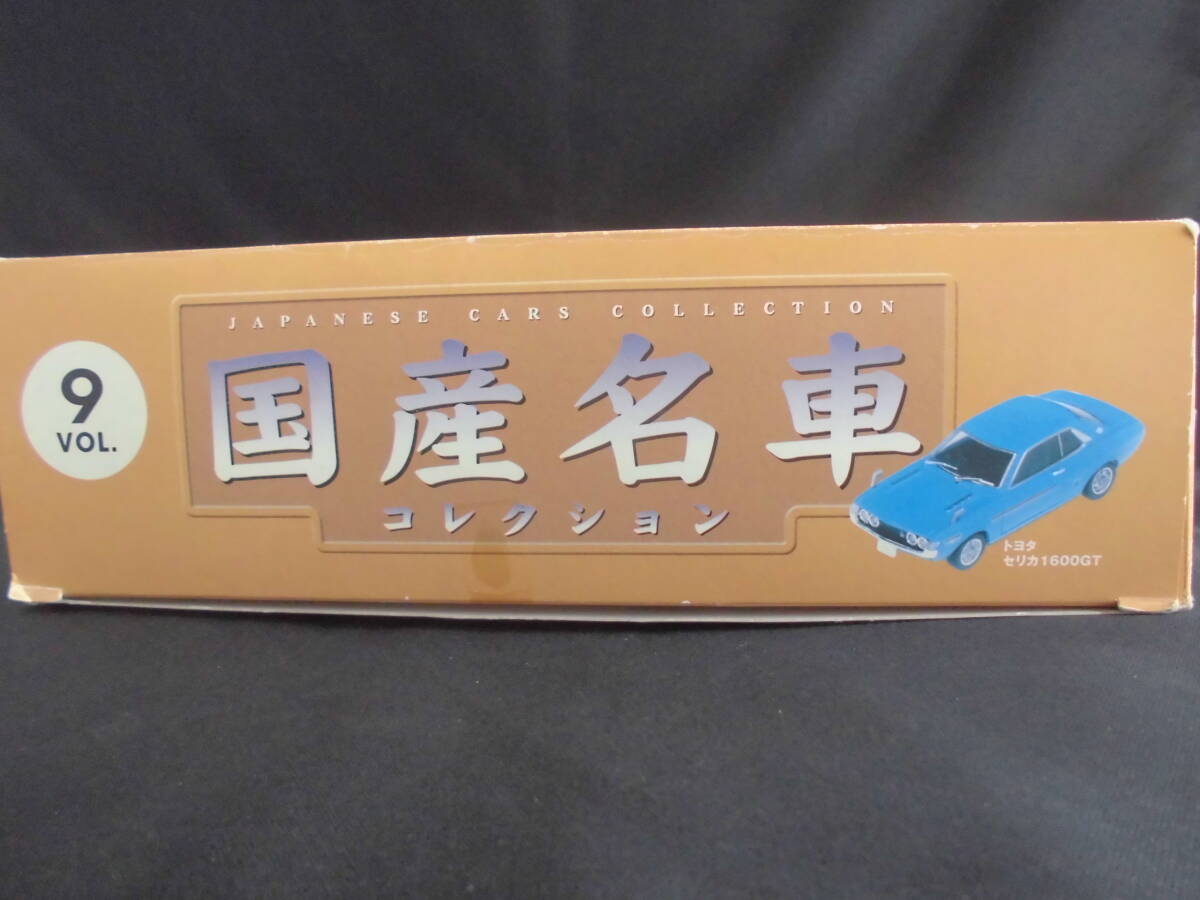 9
VOL.
JAPANESE CARS COLLECTION
国産名車
コレクション
トヨタ
セリカ1600GT